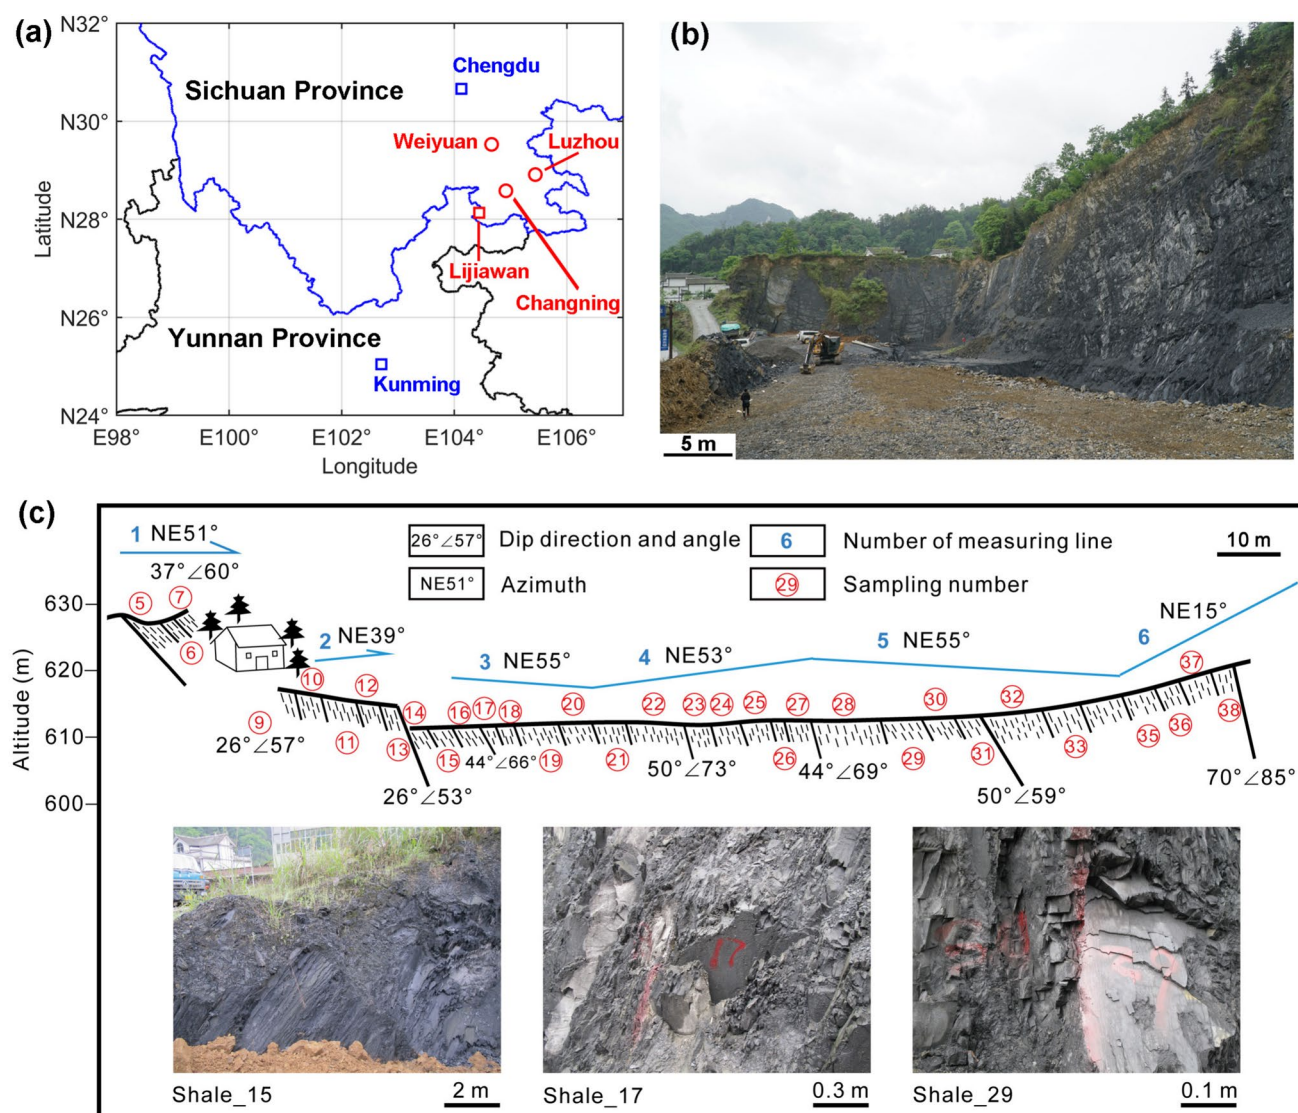 (a)
N32°
N30°
N28°
N26°
N24°
Latitude
E98°
E100°
E102°
E104°
E106°
Longitude
Sichuan Province
Chengdu
Weiyuan
Luzhou
Lijiawan
Changning
Yunnan Province
Kunming
(b)
5 m
(c)
1 NE51°
37°∠60°
26°∠57° Dip direction and angle
NE51° Azimuth
6 Number of measuring line
29 Sampling number
10 m
Altitude (m)
630
620
610
600
5 7
6
2 NE39°
3 NE55°
4 NE53°
5 NE55°
6 NE15°
10 12 14 16 17 18 20 22 23 24 25 27 28 30 32 37
9 11 13 15 19 21 26 29 31 33 35 36 38
26°∠57°
26°∠53°
44°∠66°
50°∠73°
44°∠69°
50°∠59°
70°∠85°
17
29
Shale_15
2 m
Shale_17
0.3 m
Shale_29
0.1 m